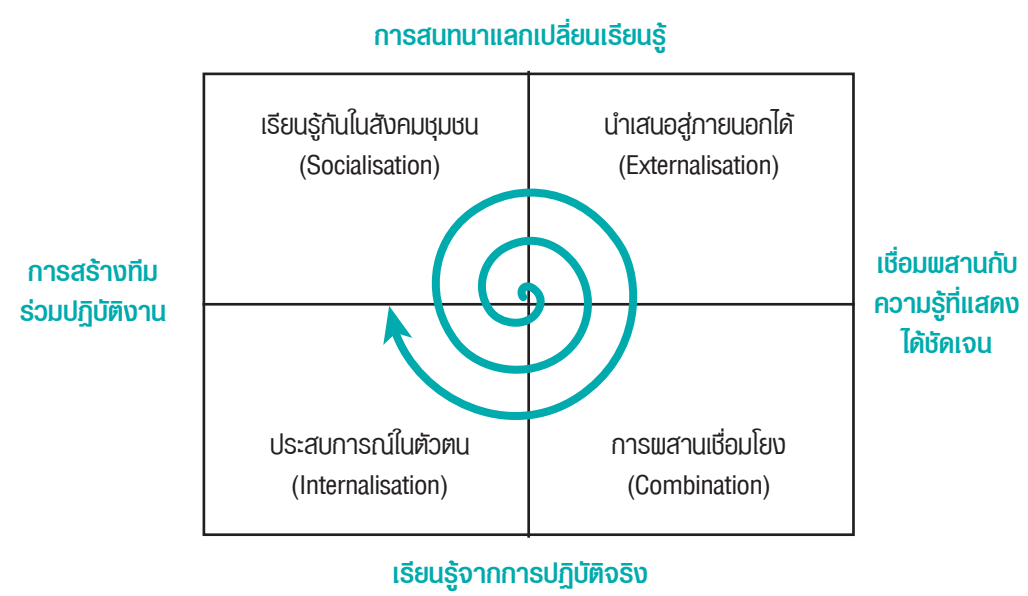 การสนทนาแลกเปลี่ยนเรียนรู้
เรียนรู้กันในสังคมชุมชน
(Socialisation)
นำเสนอสู่ภายนอกได้
(Externalisation)
การสร้างทีม
ร่วมปฏิบัติงาน
เชื่อมผสานกับ
ความรู้ที่แสดง
ได้ชัดเจน
ประสบการณ์ในตัวตน
(Internalisation)
การผสานเชื่อมโยง
(Combination)
เรียนรู้จากการปฏิบัติจริง